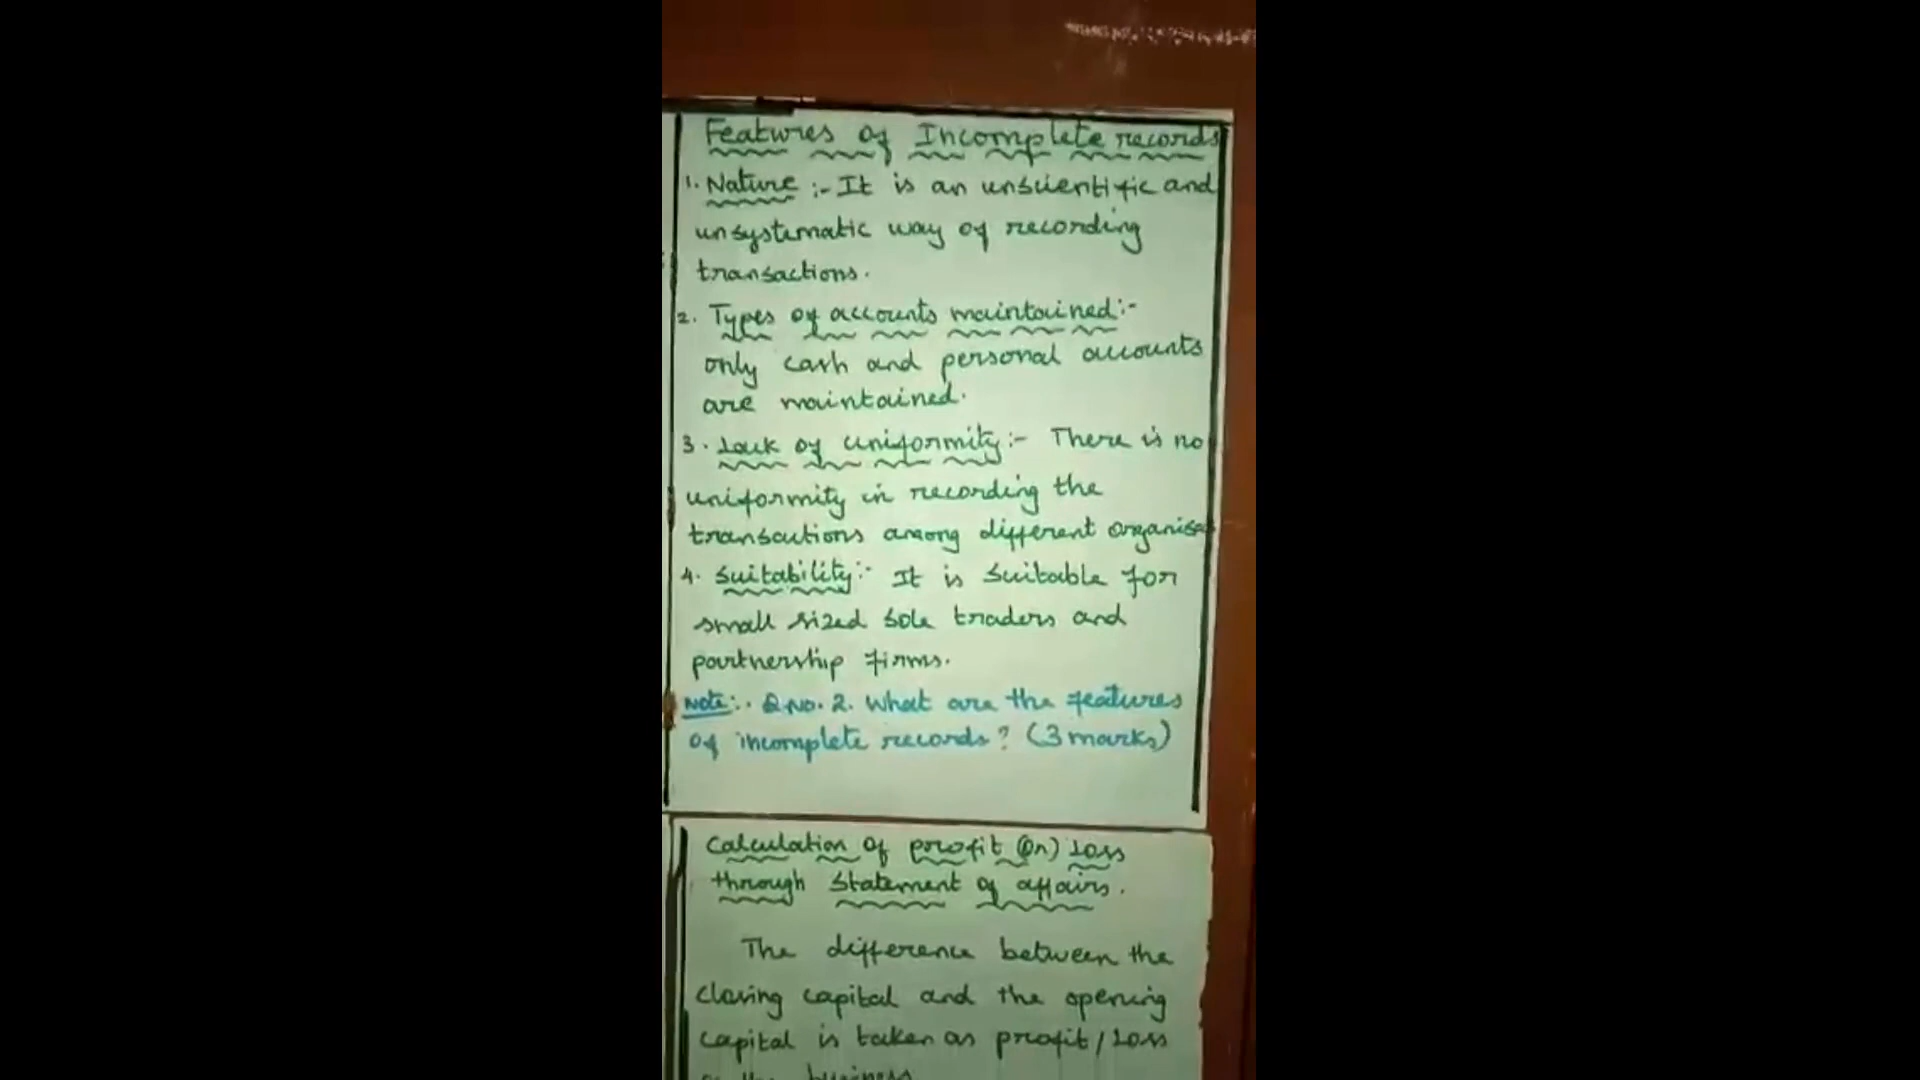 Features of Incomplete records
1. Nature :- It is an unscientific and
unsystematic way of recording
transactions.
2. Types of accounts maintained :-
only cash and personal accounts
are maintained.
3. Lack of uniformity :- There is no
uniformity in recording the
transactions among different organisa
4. Suitability :- It is suitable for
small sized sole traders and
partnership firms.
Note :- Q No. 2. What are the features
of incomplete records? (3 marks)
Calculation of profit (or) Loss
through Statement of affairs.
The difference between the
closing capital and the opening
capital is taken as profit / Loss
business